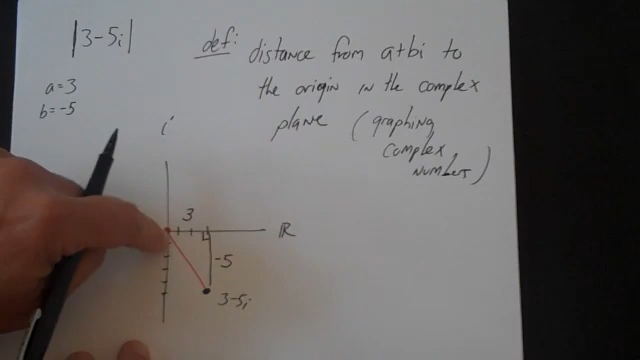 |3-5i|
def: distance from a+bi to
the origin in the complex
plane (graphing
complex
numbers)
a=3
b=-5
i
3
R
-5
3-5i